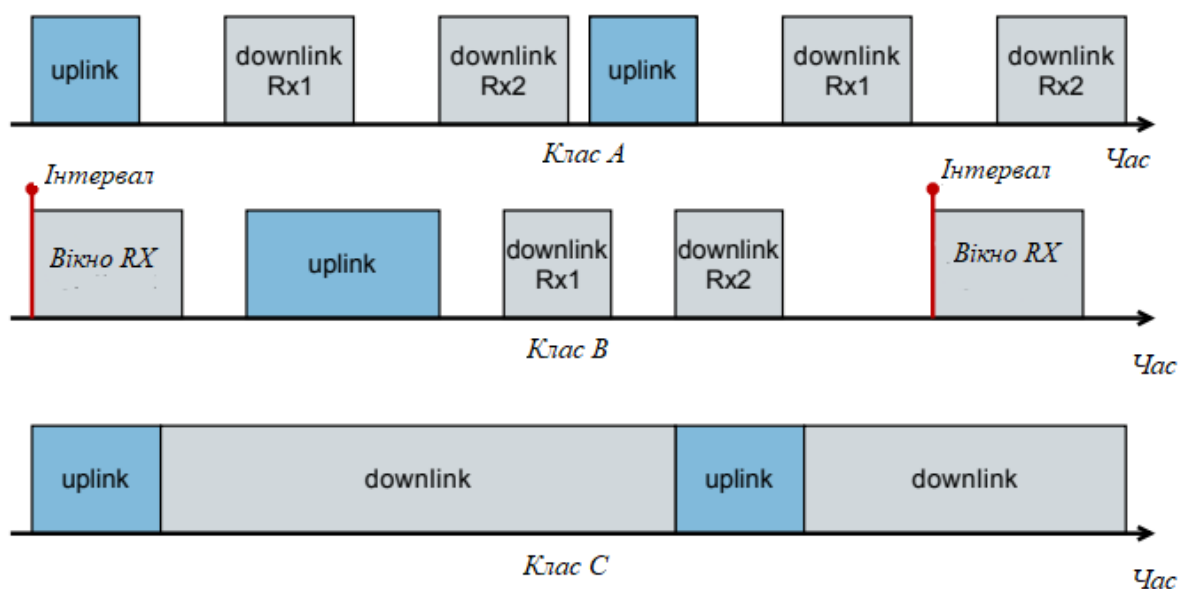 uplink
downlink
Rx1
downlink
Rx2
uplink
downlink
Rx1
downlink
Rx2
Клас А
Час
Інтервал
Інтервал
Вікно RX
uplink
downlink
Rx1
downlink
Rx2
Вікно RX
Клас В
Час
uplink
downlink
uplink
downlink
Клас С
Час